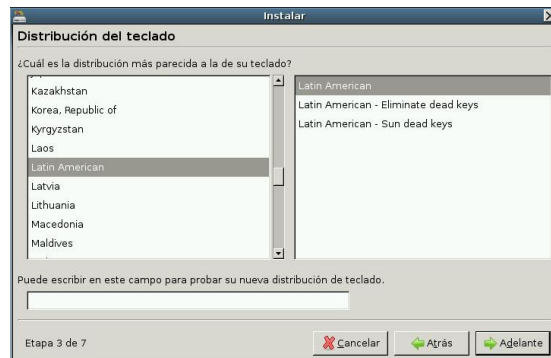 Instalar
Distribución del teclado
¿Cuál es la distribución más parecida a la de su teclado?
Kazakhstan
Korea, Republic of
Kyrgyzstan
Laos
Latin American
Latvia
Lithuania
Macedonia
Maldives
Latin American
Latin American - Eliminate dead keys
Latin American - Sun dead keys
Puede escribir en este campo para probar su nueva distribución de teclado.
Etapa 3 de 7
Cancelar
Atrás
Adelante